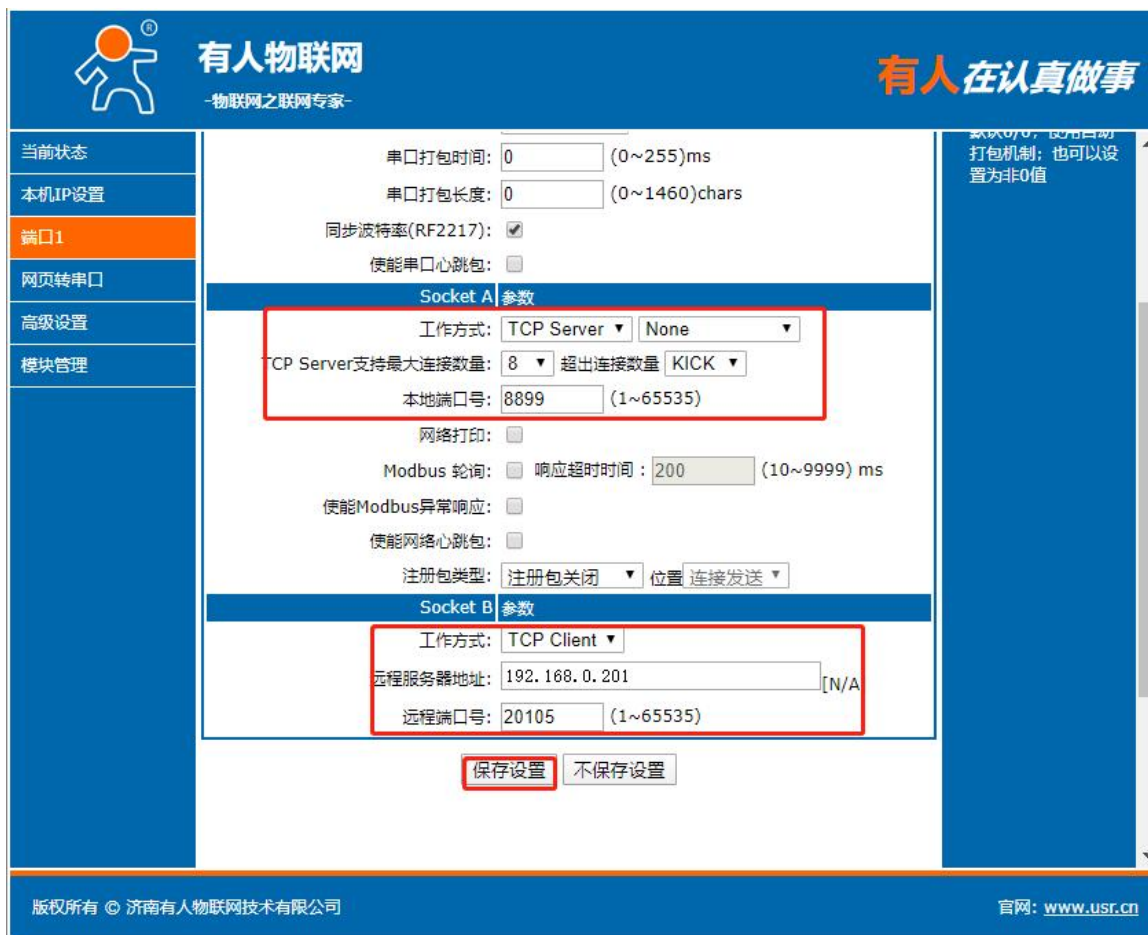 ®
有人物联网
-物联网之联网专家-
有人在认真做事
当前状态
本机IP设置
端口1
网页转串口
高级设置
模块管理
串口打包时间: 0 (0~255)ms
串口打包长度: 0 (0~1460)chars
同步波特率(RF2217):
使能串口心跳包:
Socket A 参数
工作方式: TCP Server None
TCP Server支持最大连接数量: 8 超出连接数量 KICK
本地端口号: 8899 (1~65535)
网络打印:
Modbus 轮询: 响应超时时间: 200 (10~9999) ms
使能Modbus异常响应:
使能网络心跳包:
注册包类型: 注册包关闭 位置 连接发送
Socket B 参数
工作方式: TCP Client
远程服务器地址: 192.168.0.201 [N/A
远程端口号: 20105 (1~65535)
保存设置 不保存设置
默认0/0, 使用自动
打包机制; 也可以设
置为非0值
版权所有 © 济南有人物联网技术有限公司
官网: www.usr.cn